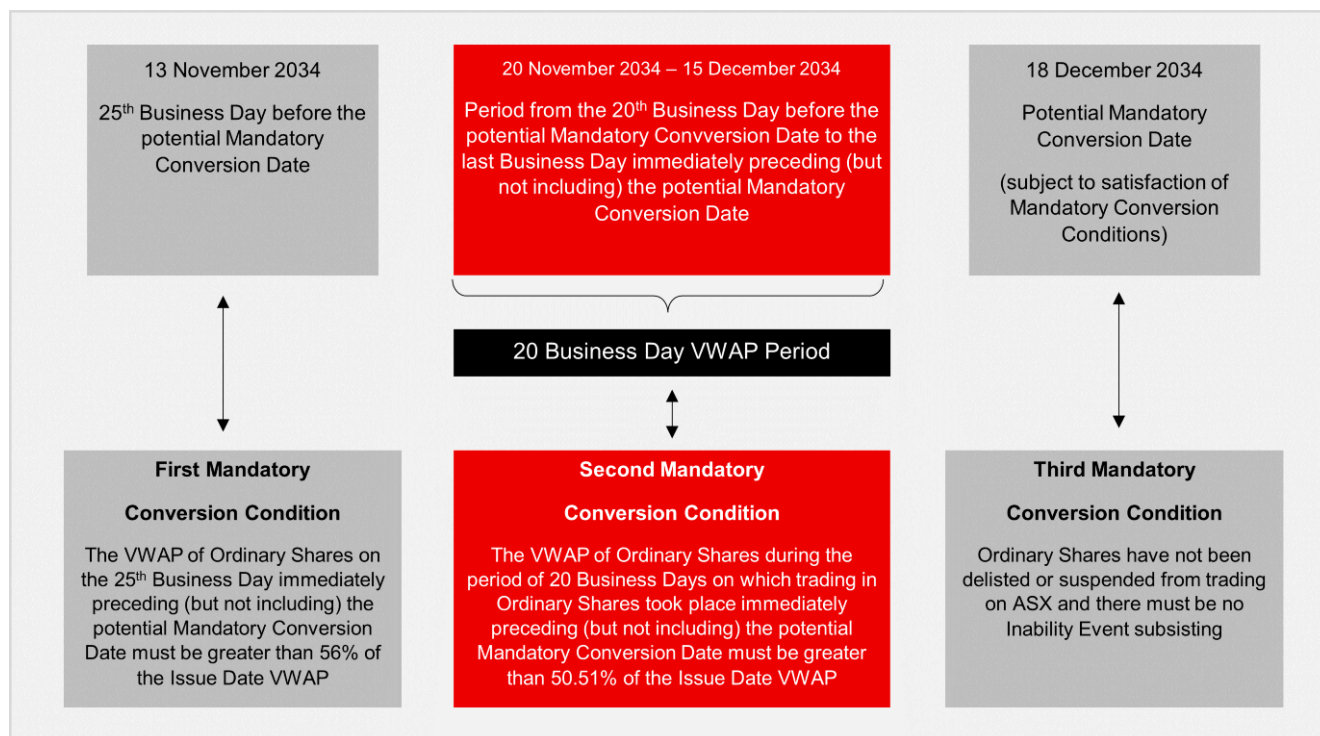 13 November 2034
25th Business Day before the
potential Mandatory
Conversion Date
20 November 2034 – 15 December 2034
Period from the 20th Business Day before the
potential Mandatory Convversion Date to the
last Business Day immediately preceding (but
not including) the potential Mandatory
Conversion Date
18 December 2034
Potential Mandatory
Conversion Date
(subject to satisfaction of
Mandatory Conversion
Conditions)
20 Business Day VWAP Period
First Mandatory
Conversion Condition
The VWAP of Ordinary Shares on
the 25th Business Day immediately
preceding (but not including) the
potential Mandatory Conversion
Date must be greater than 56% of
the Issue Date VWAP
Second Mandatory
Conversion Condition
The VWAP of Ordinary Shares during the
period of 20 Business Days on which trading in
Ordinary Shares took place immediately
preceding (but not including) the potential
Mandatory Conversion Date must be greater
than 50.51% of the Issue Date VWAP
Third Mandatory
Conversion Condition
Ordinary Shares have not been
delisted or suspended from trading
on ASX and there must be no
Inability Event subsisting